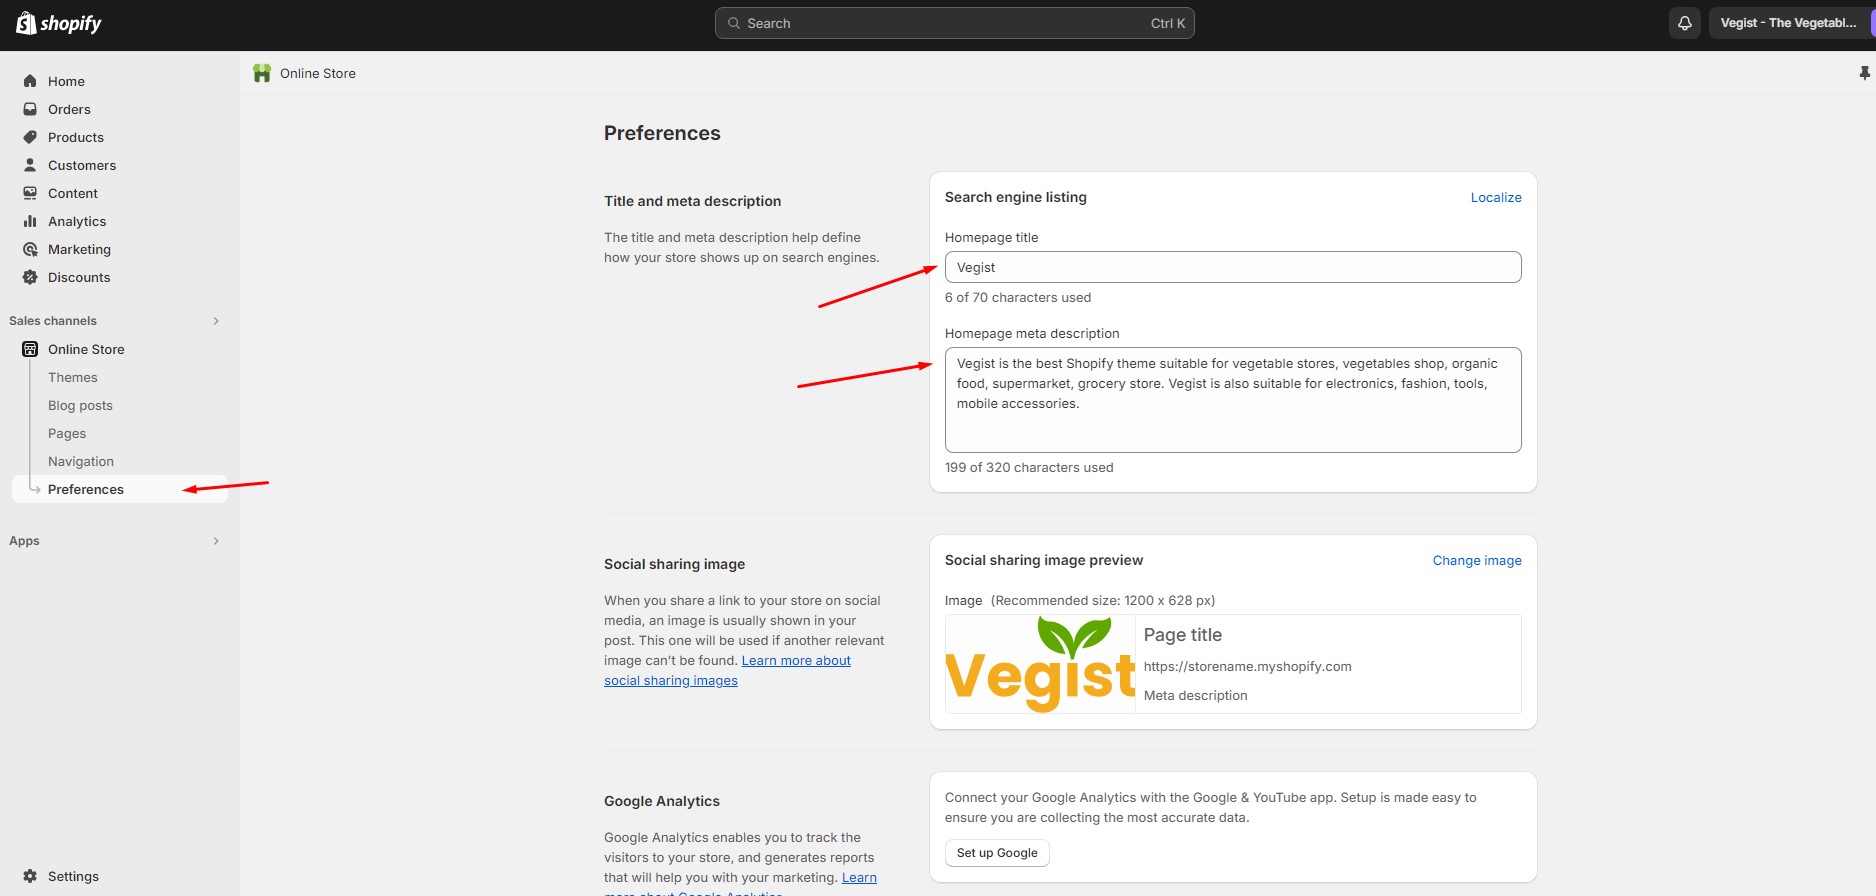 shopify
Search
Ctrl K
Vegist - The Vegetabl...
Home
Orders
Products
Customers
Content
Analytics
Marketing
Discounts
Sales channels
Online Store
Themes
Blog posts
Pages
Navigation
Preferences
Apps
Settings
Online Store
Preferences
Title and meta description
The title and meta description help define
how your store shows up on search engines.
Search engine listing
Localize
Homepage title
Vegist
6 of 70 characters used
Homepage meta description
Vegist is the best Shopify theme suitable for vegetable stores, vegetables shop, organic
food, supermarket, grocery store. Vegist is also suitable for electronics, fashion, tools,
mobile accessories.
199 of 320 characters used
Social sharing image
When you share a link to your store on social
media, an image is usually shown in your
post. This one will be used if another relevant
image can't be found. Learn more about
social sharing images
Social sharing image preview
Change image
Image (Recommended size: 1200 x 628 px)
Vegist
Page title
https://storename.myshopify.com
Meta description
Google Analytics
Google Analytics enables you to track the
visitors to your store, and generates reports
that will help you with your marketing. Learn
more about Google Analytics
Connect your Google Analytics with the Google & YouTube app. Setup is made easy to
ensure you are collecting the most accurate data.
Set up Google